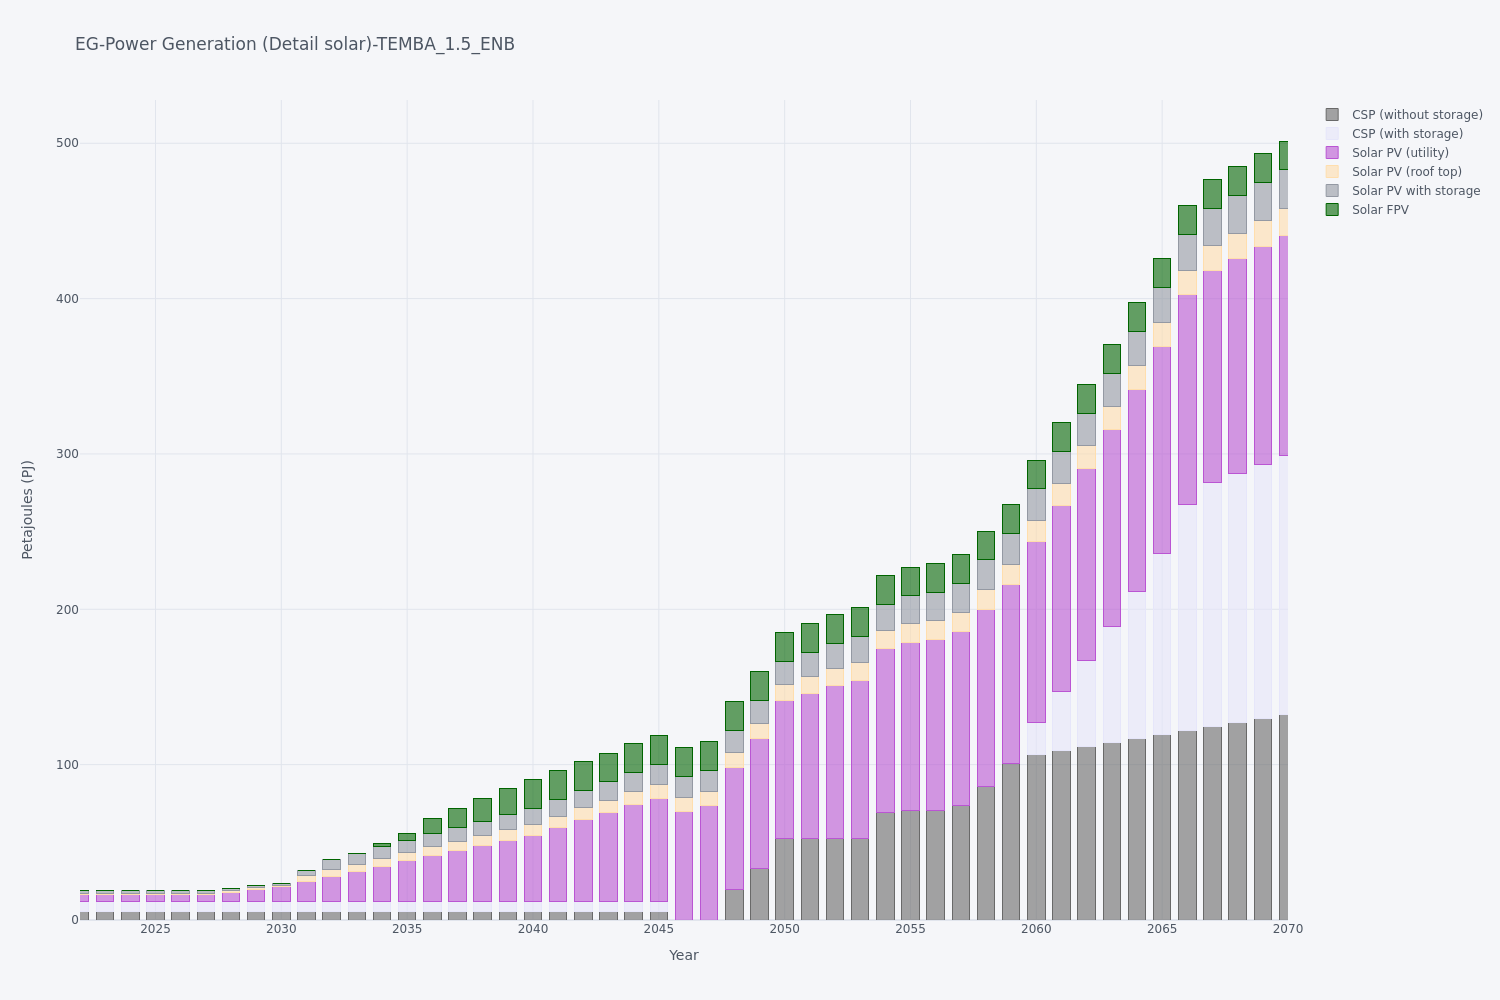 EG-Power Generation (Detail solar)-TEMBA_1.5_ENB
CSP (without storage)
CSP (with storage)
Solar PV (utility)
Solar PV (roof top)
Solar PV with storage
Solar FPV
500
400
300
200
100
0
Petajoules (PJ)
2025 2030 2035 2040 2045 2050 2055 2060 2065 2070
Year